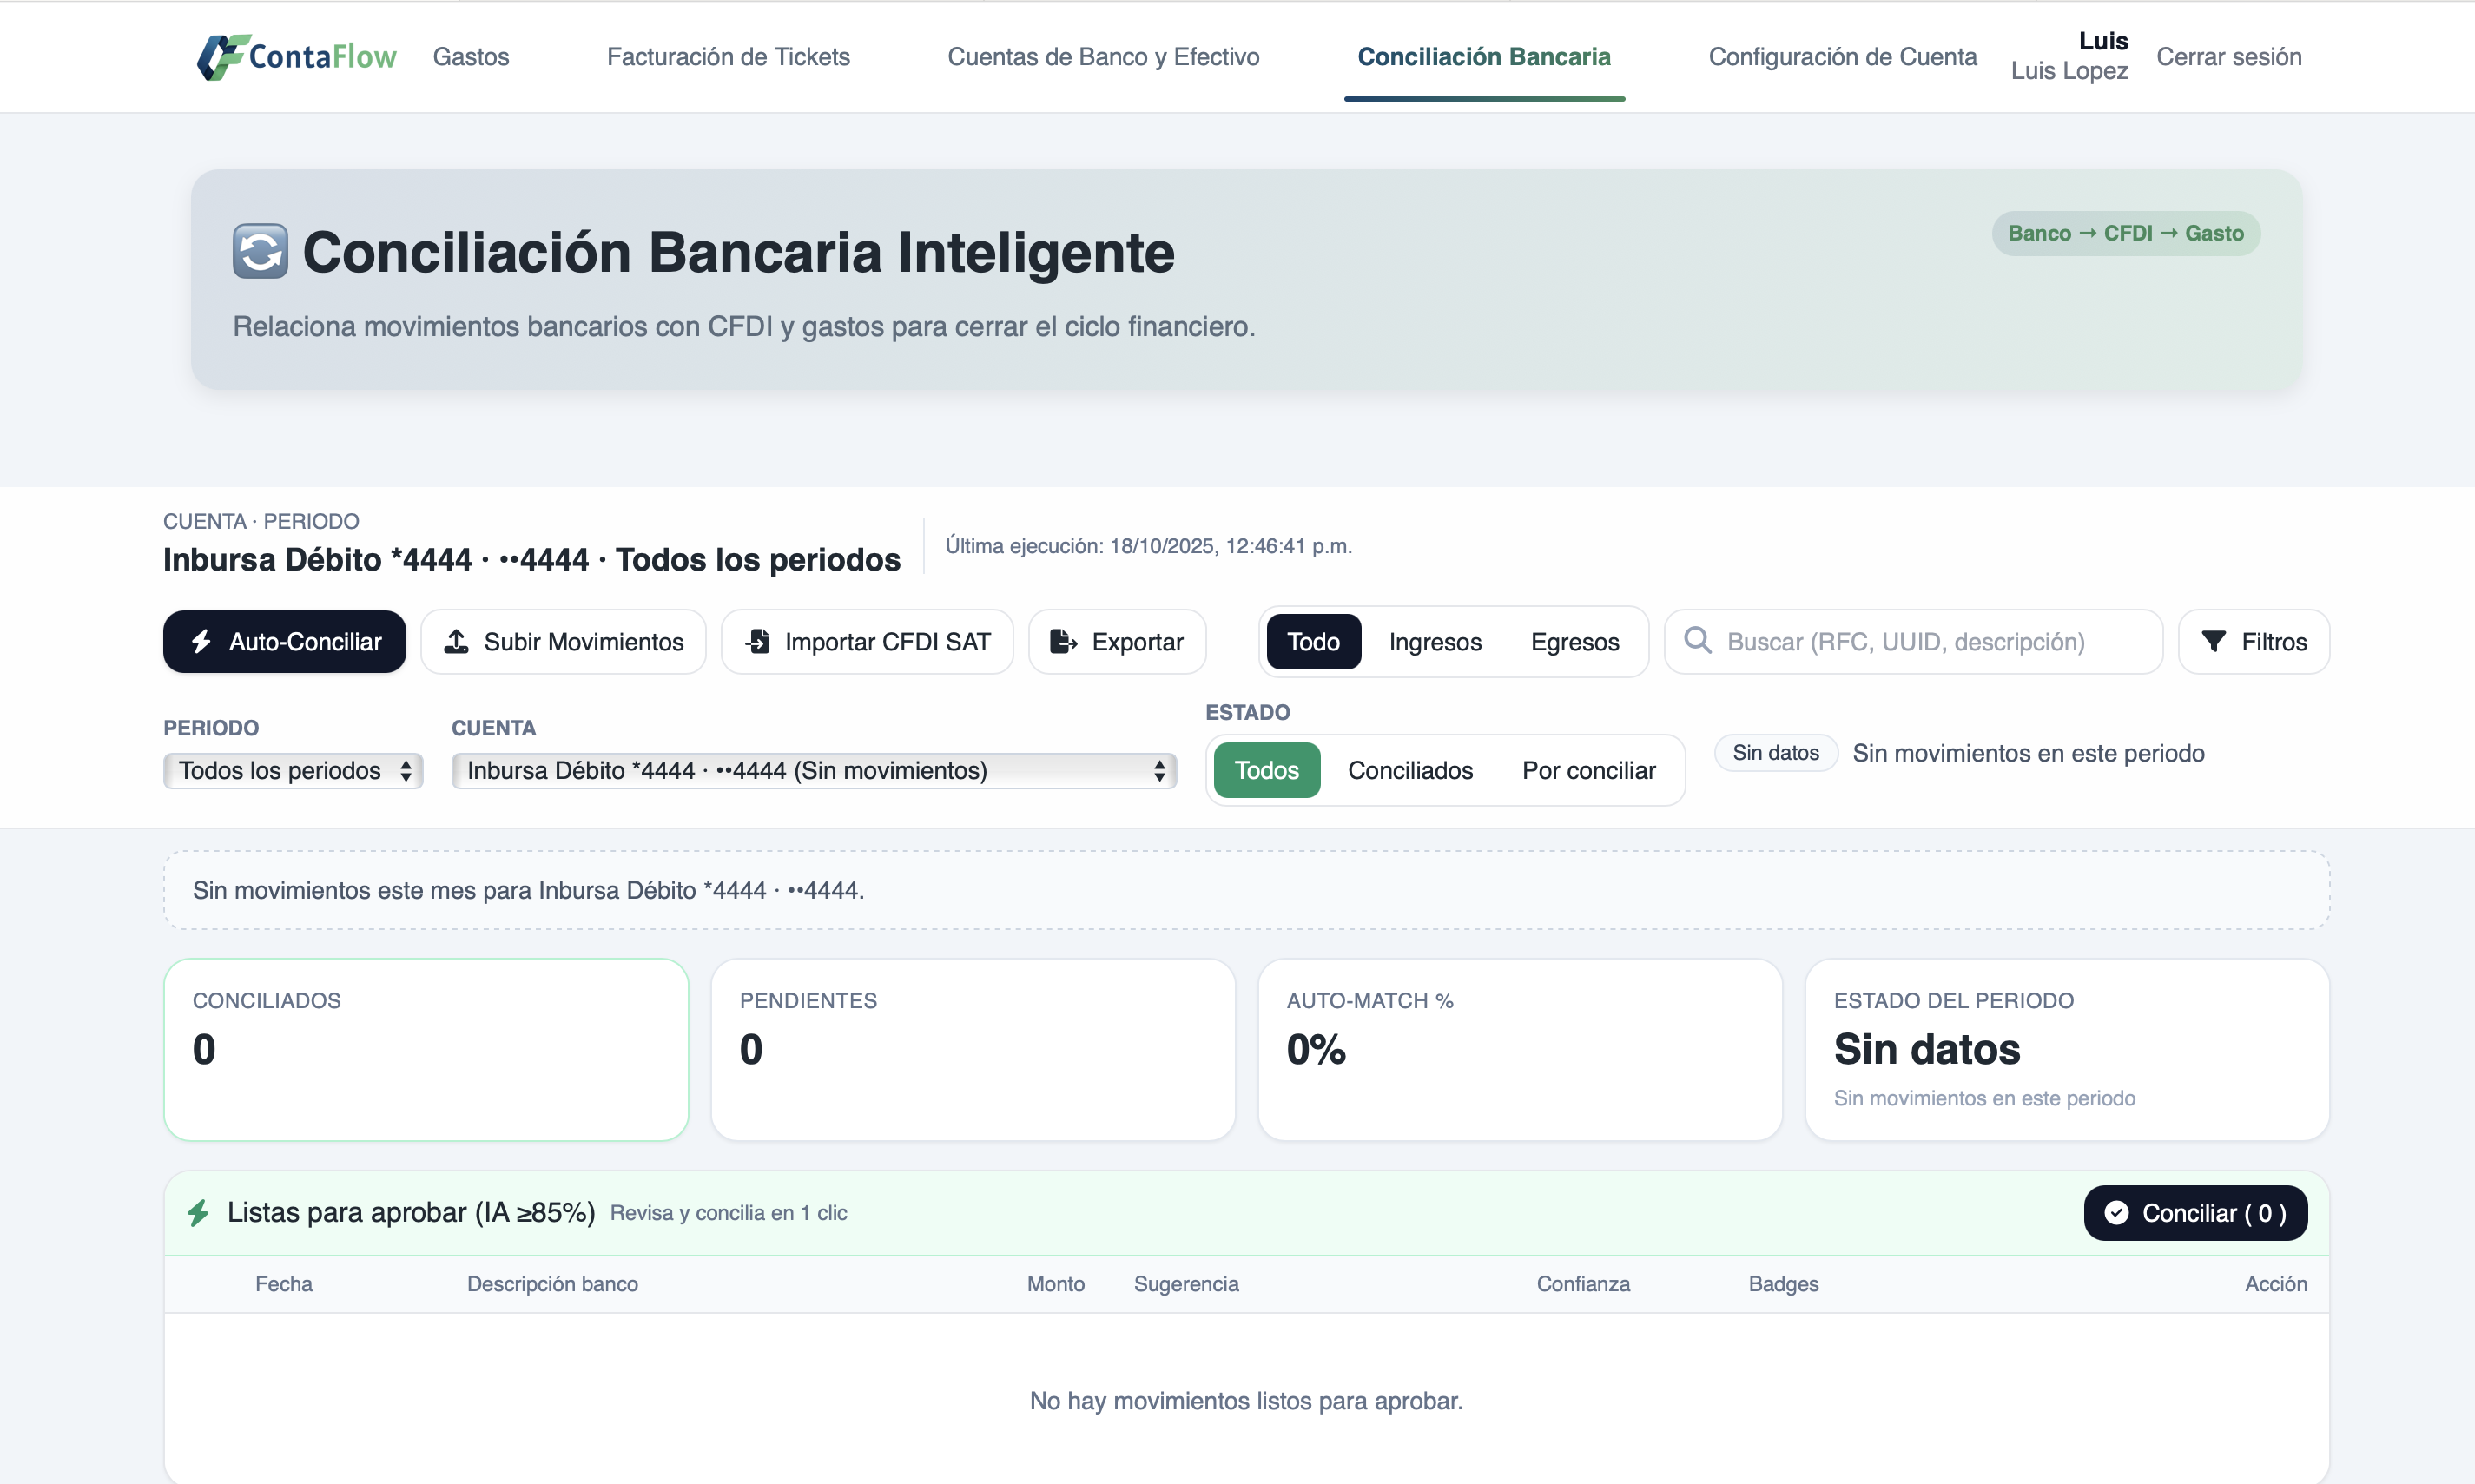 ContaFlow
Gastos
Facturación de Tickets
Cuentas de Banco y Efectivo
Conciliación Bancaria
Configuración de Cuenta
Luis
Luis Lopez
Cerrar sesión
Conciliación Bancaria Inteligente
Banco → CFDI → Gasto
Relaciona movimientos bancarios con CFDI y gastos para cerrar el ciclo financiero.
CUENTA · PERIODO
Inbursa Débito *4444 · ••4444 · Todos los periodos
Última ejecución: 18/10/2025, 12:46:41 p.m.
Auto-Conciliar
Subir Movimientos
Importar CFDI SAT
Exportar
Todo
Ingresos
Egresos
Buscar (RFC, UUID, descripción)
Filtros
PERIODO
Todos los periodos
CUENTA
Inbursa Débito *4444 · ••4444 (Sin movimientos)
ESTADO
Todos
Conciliados
Por conciliar
Sin datos
Sin movimientos en este periodo
Sin movimientos este mes para Inbursa Débito *4444 · ••4444.
CONCILIADOS
0
PENDIENTES
0
AUTO-MATCH %
0%
ESTADO DEL PERIODO
Sin datos
Sin movimientos en este periodo
Listas para aprobar (IA ≥85%)
Revisa y concilia en 1 clic
Conciliar ( 0 )
Fecha
Descripción banco
Monto
Sugerencia
Confianza
Badges
Acción
No hay movimientos listos para aprobar.